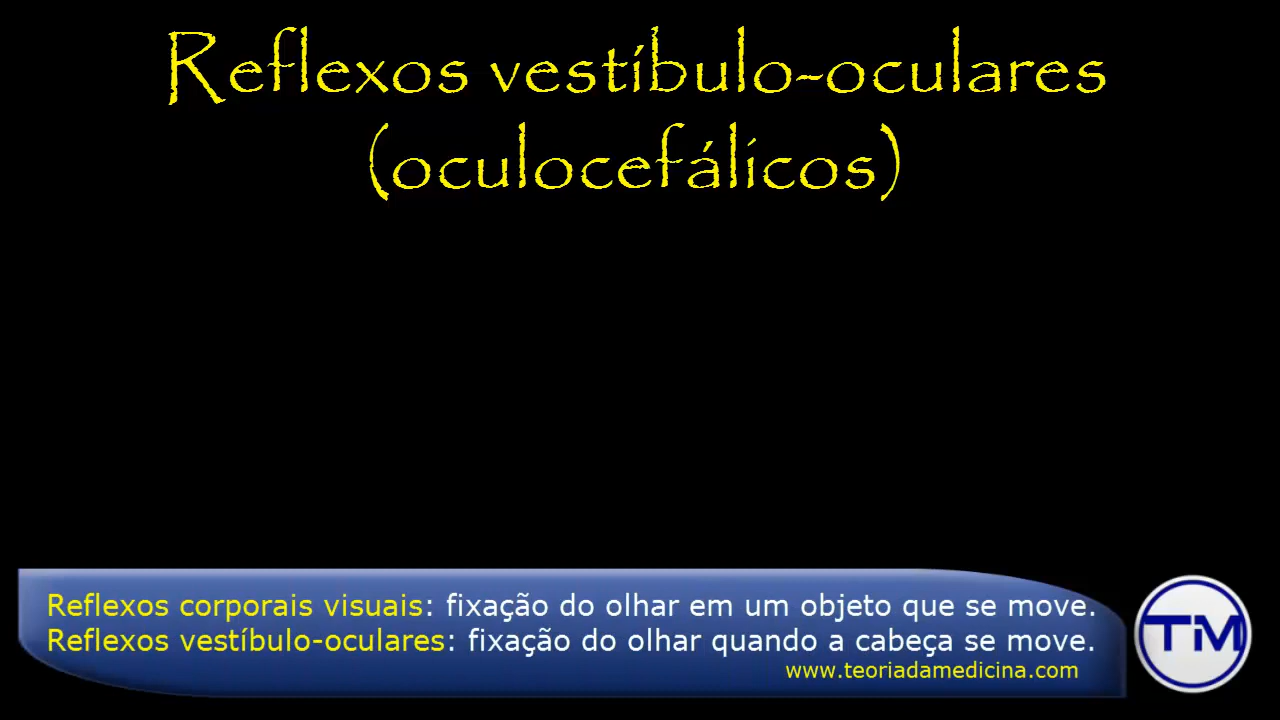 Reflexos vestíbulo-oculares
(oculocefálicos)
Reflexos corporais visuais: fixação do olhar em um objeto que se move.
Reflexos vestíbulo-oculares: fixação do olhar quando a cabeça se move.
www.teoriadamedicina.com
TM